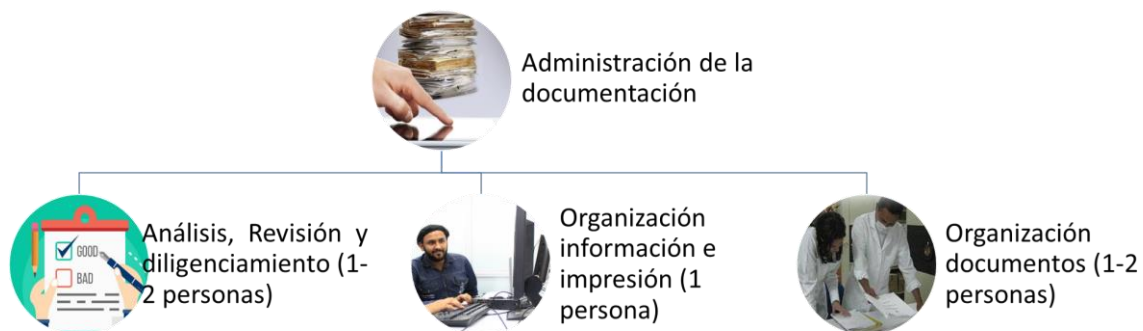 Administración de la
documentación
Análisis, Revisión y
diligenciamiento (1-
2 personas)
GOOD
BAD
Organización
información e
impresión (1
persona)
Organización
documentos (1-2
personas)